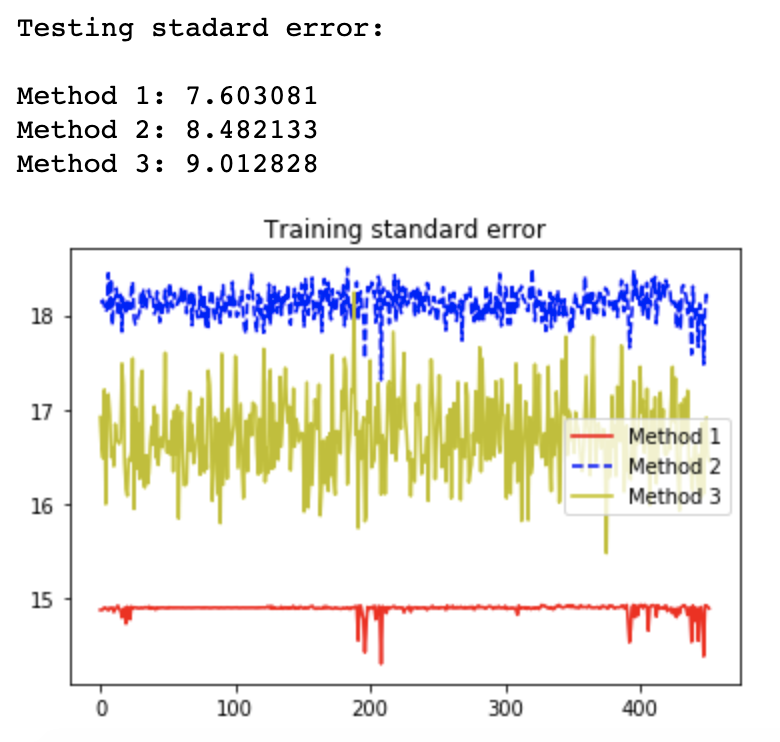 Testing stadard error:
Method 1: 7.603081
Method 2: 8.482133
Method 3: 9.012828
Training standard error
18
17
16
15
Method 1
Method 2
Method 3
0 100 200 300 400